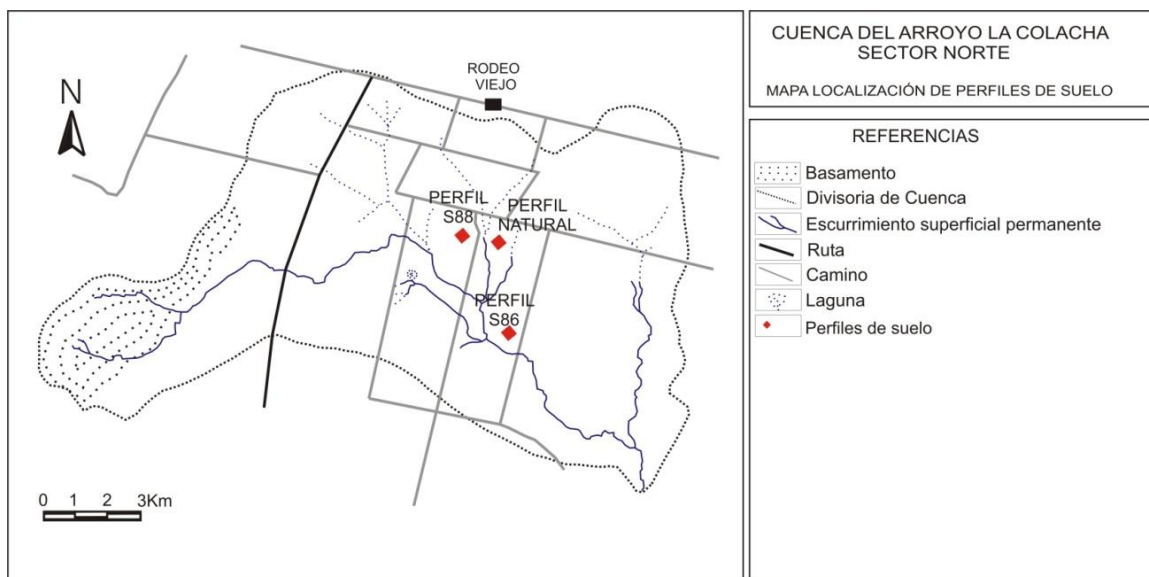 CUENCA DEL ARROYO LA COLACHA
SECTOR NORTE
MAPA LOCALIZACIÓN DE PERFILES DE SUELO
RODEO
VIEJO
N
PERFIL
S88
PERFIL
NATURAL
PERFIL
S86
0 1 2 3Km
REFERENCIAS
Basamento
Divisoria de Cuenca
Escurrimiento superficial permanente
Ruta
Camino
Laguna
Perfiles de suelo